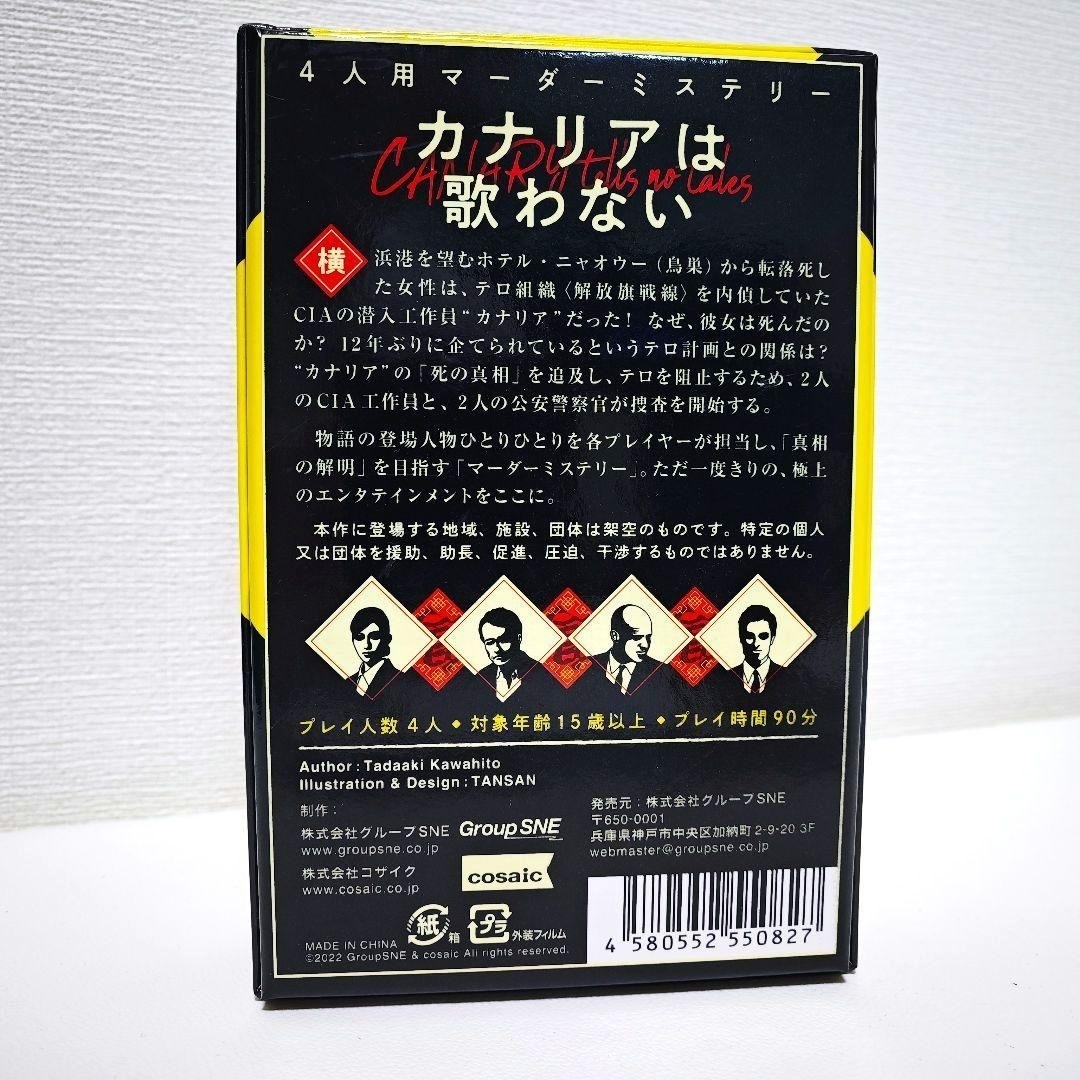 4人用マーダーミステリー
カナリアは
CANARY tells no tales
歌わない
横浜港を望むホテル・ニャオウー（鳥巣）から転落死し
た女性は、テロ組織〈解放旗戦線〉を内偵していた
CIAの潜入工作員“カナリア”だった！ なぜ、彼女は死んだの
か？ 12年ぶりに企てられているというテロ計画との関係は？
“カナリア”の「死の真相」を追及し、テロを阻止するため、2人
のCIA工作員と、2人の公安警察官が捜査を開始する。
物語の登場人物ひとりひとりを各プレイヤーが担当し、「真相
の解明」を目指す「マーダーミステリー」。ただ一度きりの、極上
のエンタテインメントをここに。
本作に登場する地域、施設、団体は架空のものです。特定の個人
又は団体を援助、助長、促進、圧迫、干渉するものではありません。
プレイ人数4人◆対象年齢15歳以上◆プレイ時間90分
Author : Tadaaki Kawahito
Illustration & Design : TANSAN
制作：
株式会社グループSNE GroupSNE
www.groupsne.co.jp
株式会社コザイク cosaic
www.cosaic.co.jp
発売元：株式会社グループSNE
〒650-0001
兵庫県神戸市中央区加納町2-9-20 3F
webmaster@groupsne.co.jp
紙 箱 プラ 外装フィルム
MADE IN CHINA
©2022 GroupSNE & cosaic All rights reserved.
4 580552 550827